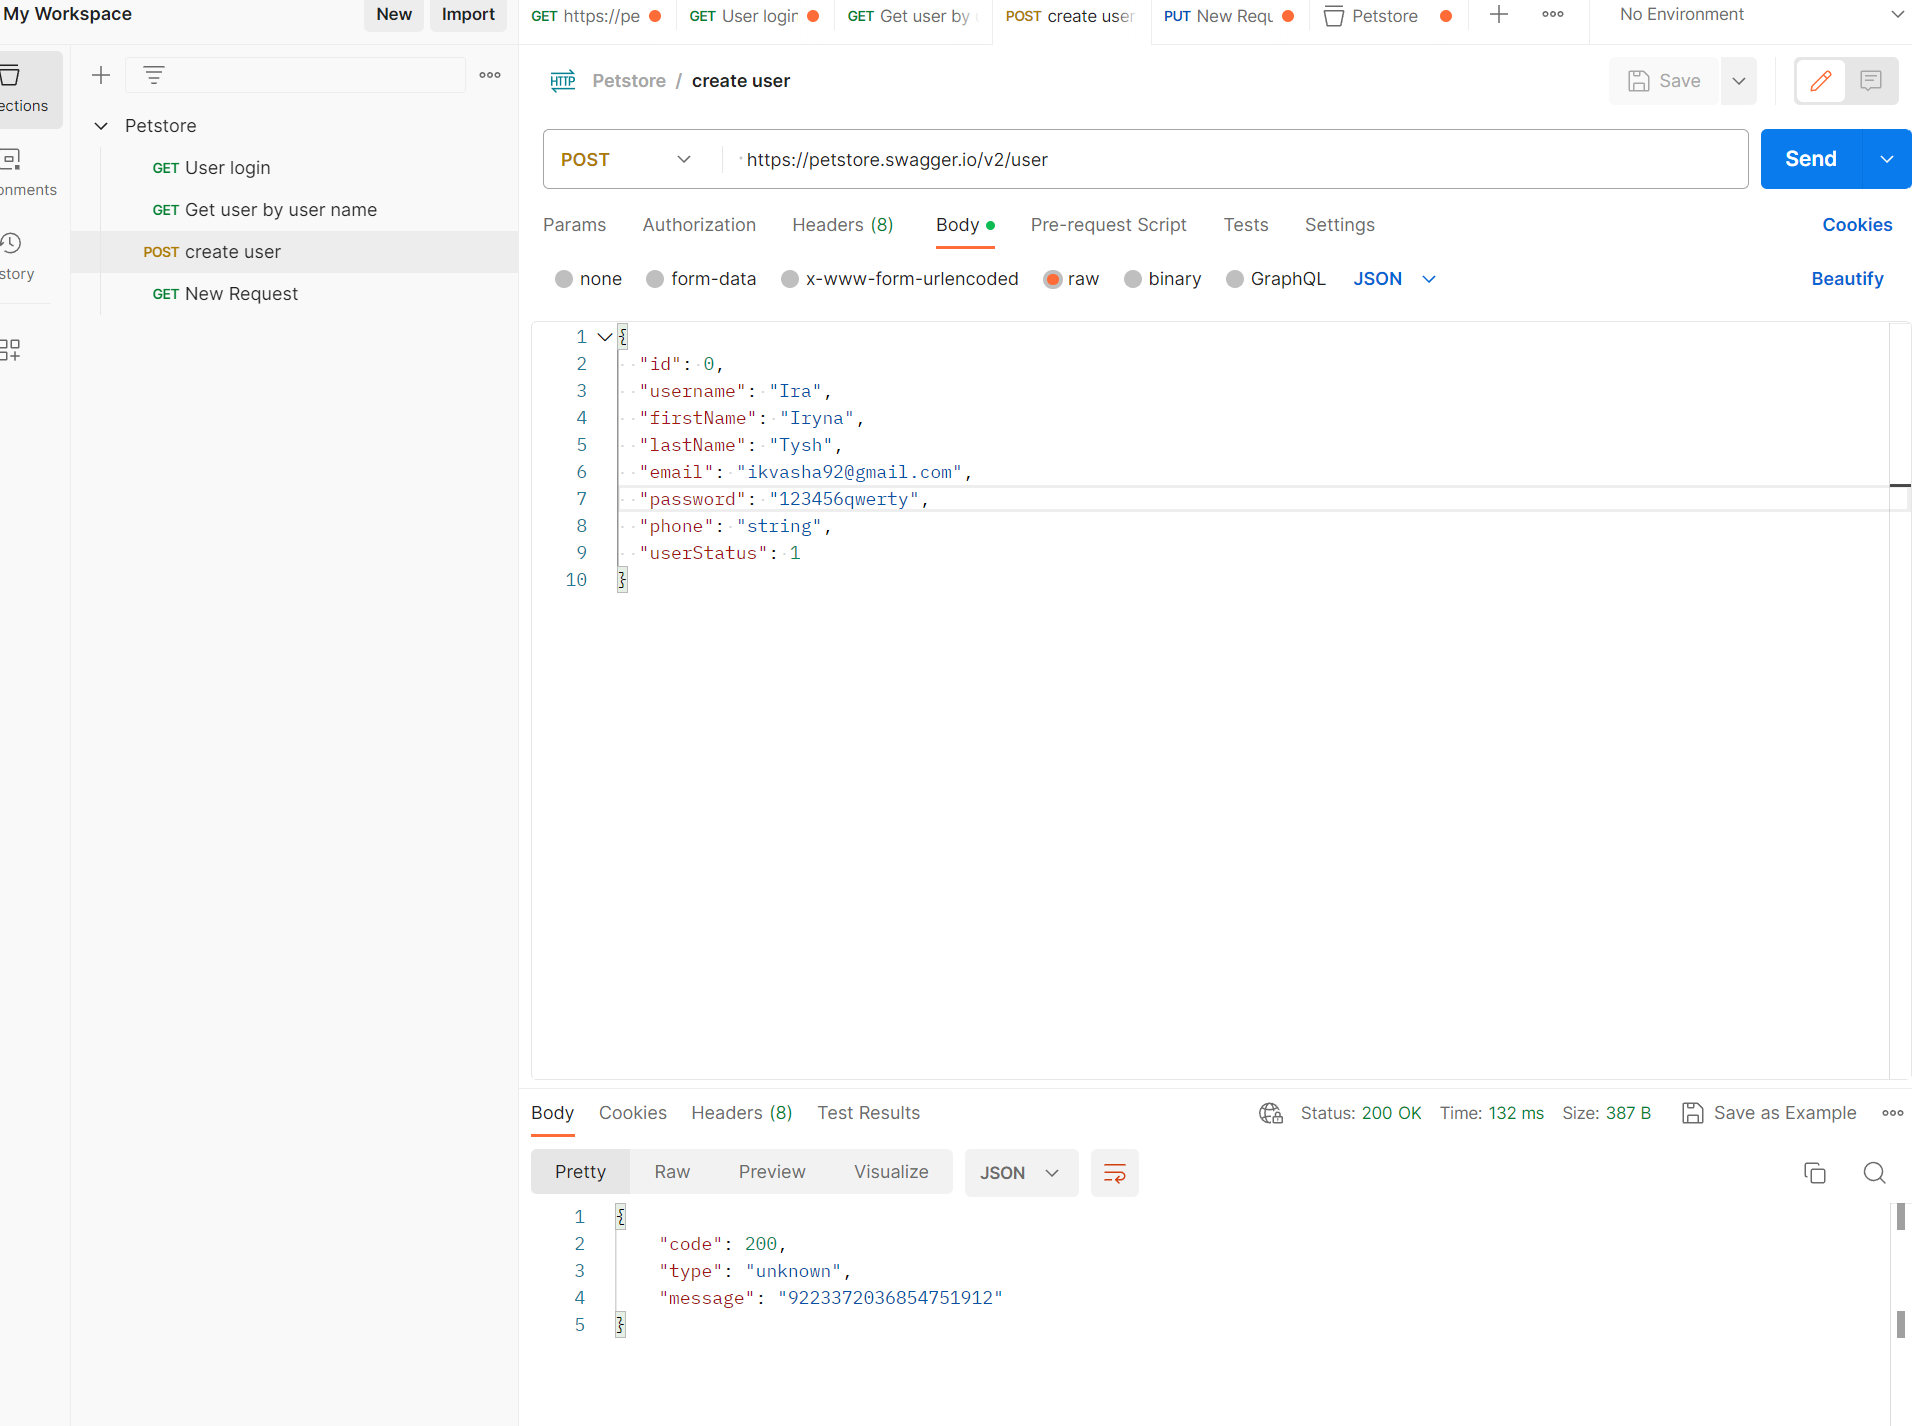 My Workspace
New
Import
GET https://pe
GET User login
GET Get user by
POST create user
PUT New Requ
Petstore
No Environment
ections
onments
story
Petstore
GET User login
GET Get user by user name
POST create user
GET New Request
HTTP Petstore / create user
Save
POST
https://petstore.swagger.io/v2/user
Send
Params
Authorization
Headers (8)
Body
Pre-request Script
Tests
Settings
Cookies
none
form-data
x-www-form-urlencoded
raw
binary
GraphQL
JSON
Beautify
1 {
2 "id": 0,
3 "username": "Ira",
4 "firstName": "Iryna",
5 "lastName": "Tysh",
6 "email": "ikvasha92@gmail.com",
7 "password": "123456qwerty",
8 "phone": "string",
9 "userStatus": 1
10 }
Body
Cookies
Headers (8)
Test Results
Status: 200 OK
Time: 132 ms
Size: 387 B
Save as Example
Pretty
Raw
Preview
Visualize
JSON
1 {
2 "code": 200,
3 "type": "unknown",
4 "message": "9223372036854751912"
5 }